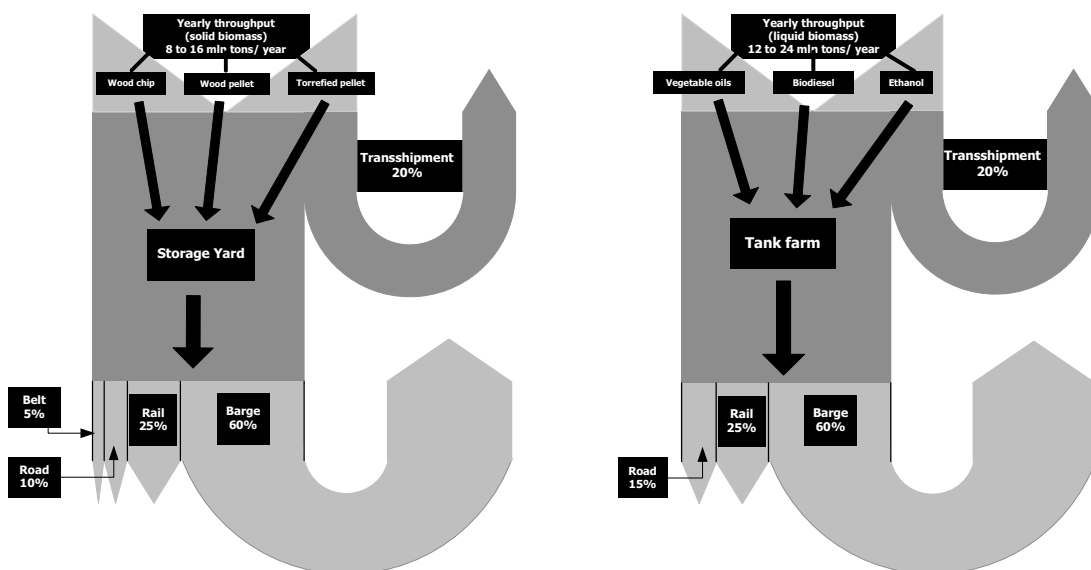 Yearly throughput
(solid biomass)
8 to 16 mln tons/ year
Wood chip
Wood pellet
Torrefied pellet
Transshipment
20%
Storage Yard
Belt
5%
Road
10%
Rail
25%
Barge
60%
Yearly throughput
(liquid biomass)
12 to 24 mln tons/ year
Vegetable oils
Biodiesel
Ethanol
Transshipment
20%
Tank farm
Road
15%
Rail
25%
Barge
60%